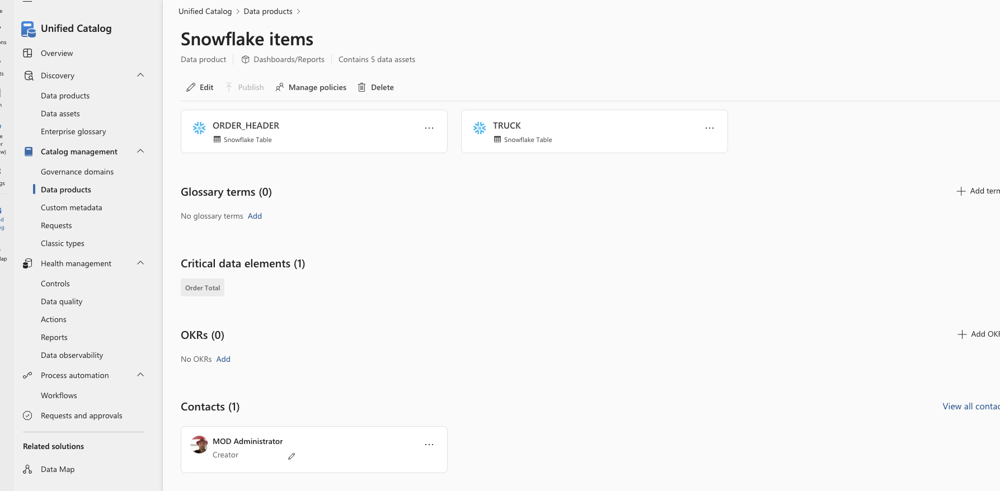 Unified Catalog > Data products >
Unified Catalog
Overview
Discovery
Data products
Data assets
Enterprise glossary
Catalog management
Governance domains
Data products
Custom metadata
Requests
Classic types
Health management
Controls
Data quality
Actions
Reports
Data observability
Process automation
Workflows
Requests and approvals
Related solutions
Data Map
Snowflake items
Data product | Dashboards/Reports | Contains 5 data assets
Edit Publish Manage policies Delete
ORDER_HEADER
Snowflake Table
TRUCK
Snowflake Table
Glossary terms (0)
Add
No glossary terms Add
Critical data elements (1)
Order Total
OKRs (0)
Add
No OKRs Add
Contacts (1)
View all
MOD Administrator
Creator